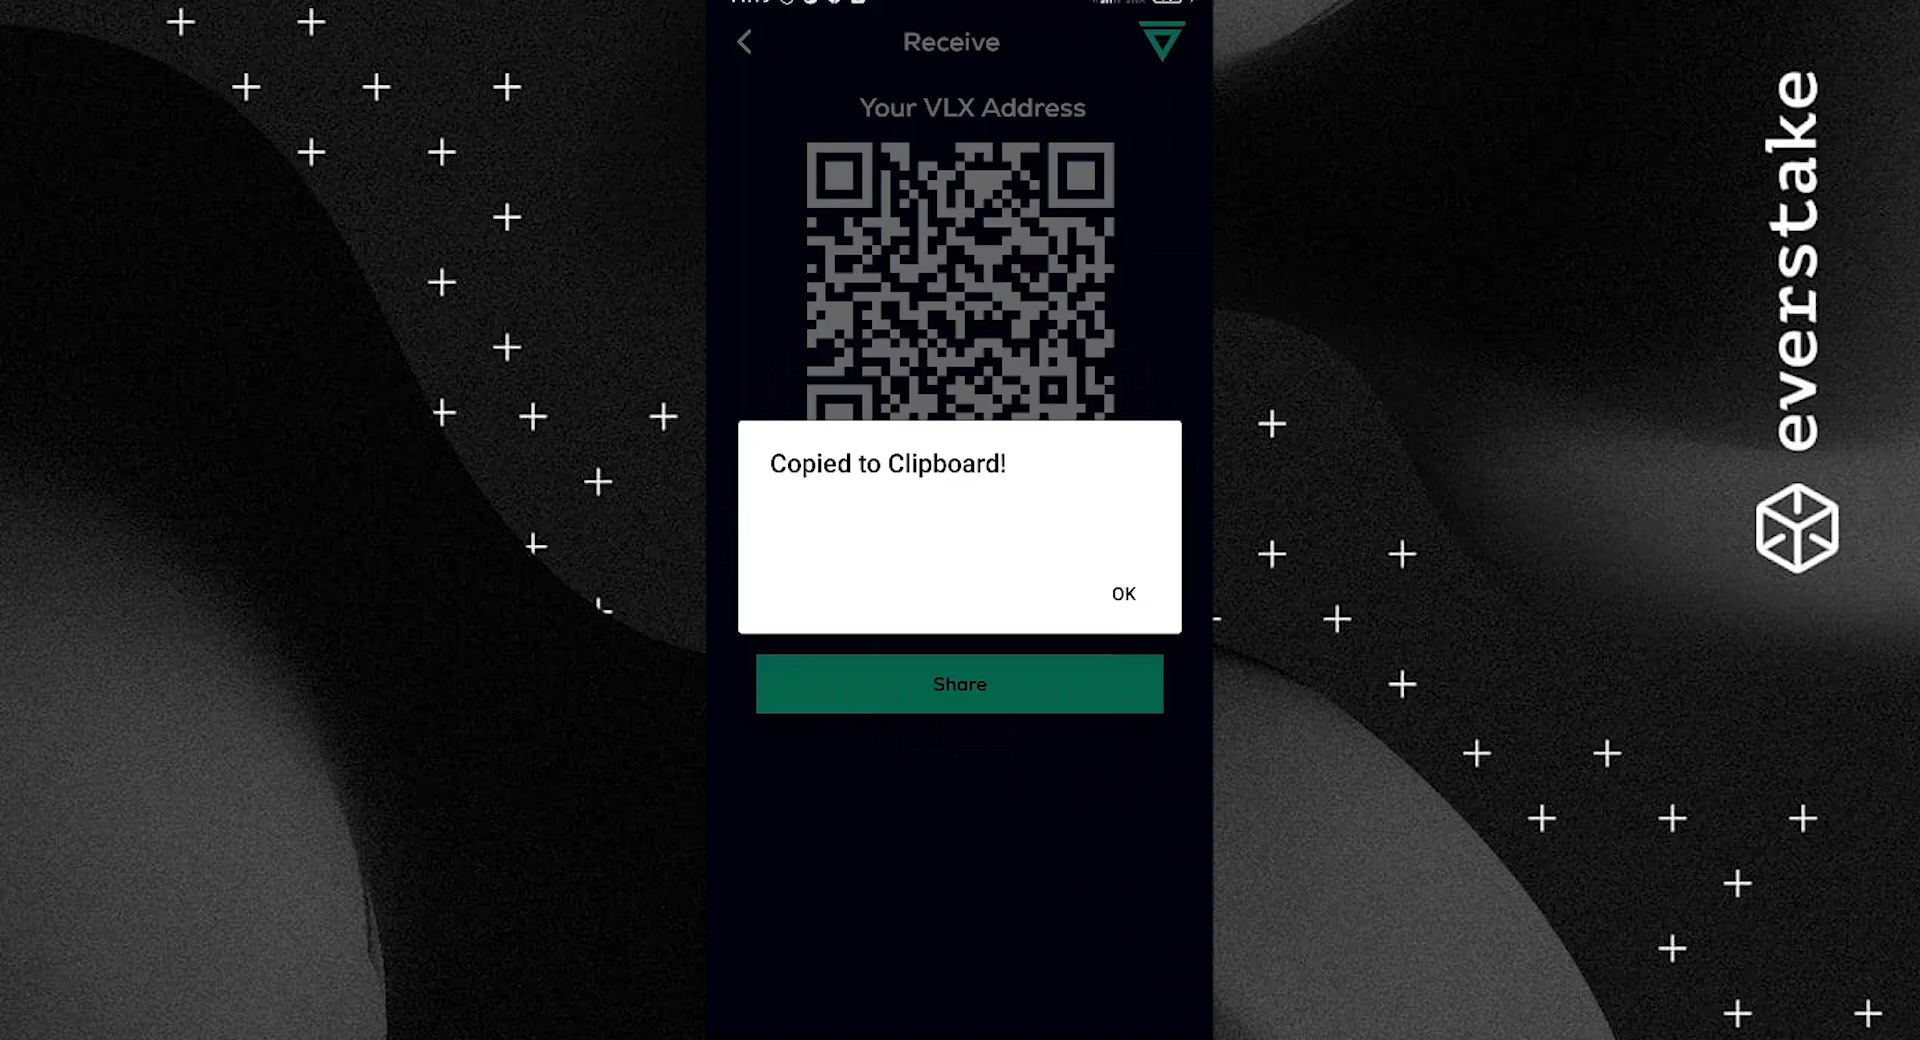 Receive
Your VLX Address
Copied to Clipboard!
OK
Share
everstake